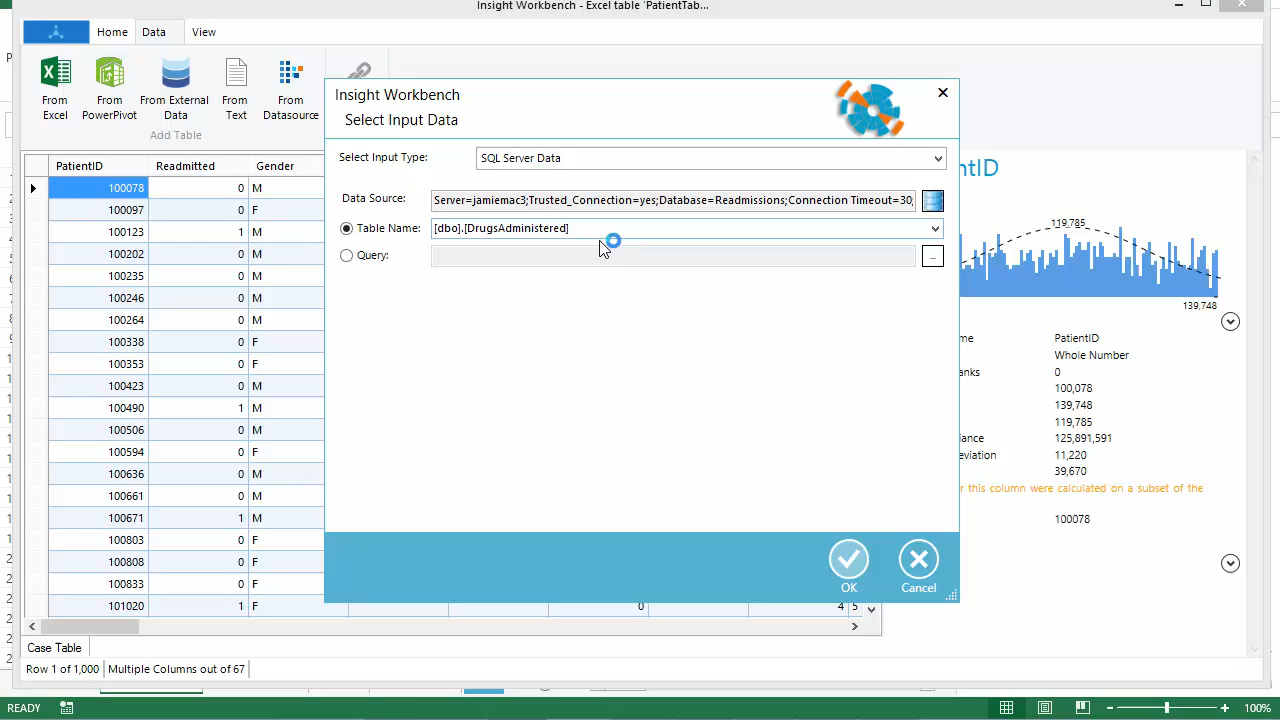 Insight Workbench - Excel table 'PatientTab...
Home Data View
From Excel
From PowerPivot
From External Data
From Text
From Datasource
Add Table
Insight Workbench
Select Input Data
Select Input Type: SQL Server Data
Data Source: Server=jamiemac3;Trusted_Connection=yes;Database=Readmissions;Connection Timeout=30;
Table Name: [dbo].[DrugsAdministered]
Query: ...
OK Cancel
PatientID Readmitted Gender
100078 0 M
100097 0 F
100123 1 M
100202 0 M
100235 0 M
100246 0 M
100264 0 M
100338 0 F
100353 0 F
100423 0 M
100490 1 M
100506 0 M
100594 0 F
100636 0 M
100661 0 M
100671 1 M
100803 0 F
100808 0 F
100833 0 F
101020 1 F 0 4 5
Case Table
Row 1 of 1,000 Multiple Columns out of 67
ntID
119,785
139,748
me PatientID
Whole Number
anks 0
100,078
139,748
119,785
iance 125,891,591
eviation 11,220
39,670
r this column were calculated on a subset of the
100078
READY 100%